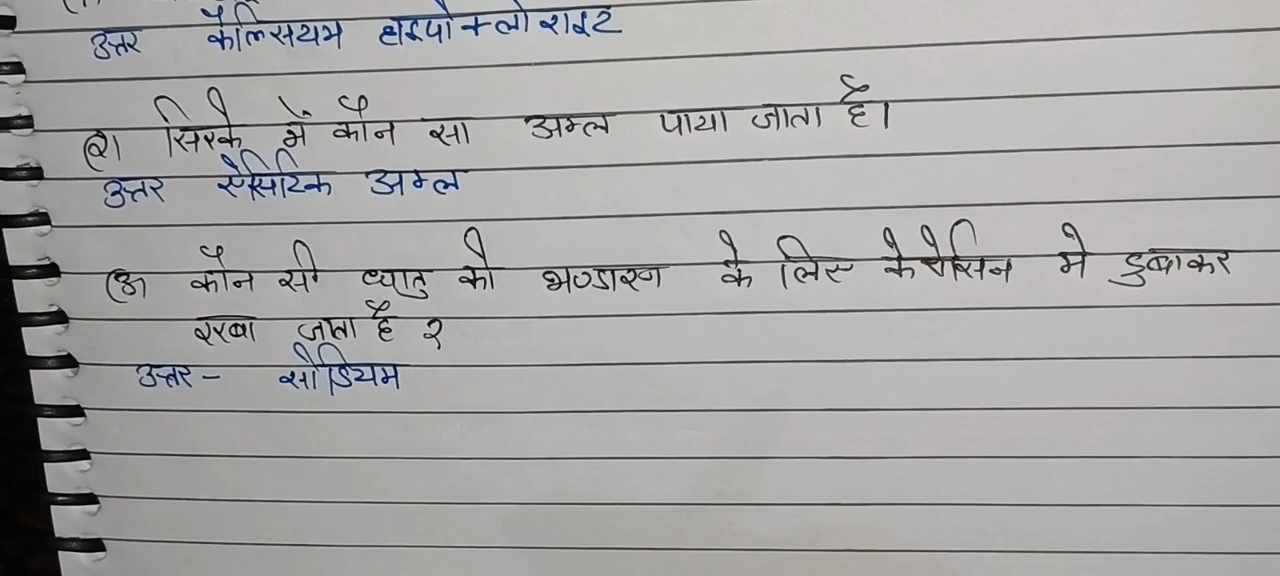 उत्तर कैल्सियम हाइपोक्लोराइट
(2) सिरके में कौन सा अम्ल पाया जाता है।
उत्तर ऐसिटिक अम्ल
(3) कौन सी धातु को भण्डारण के लिए केरोसिन में डुबाकर
रखा जाता है ?
उत्तर - सोडियम